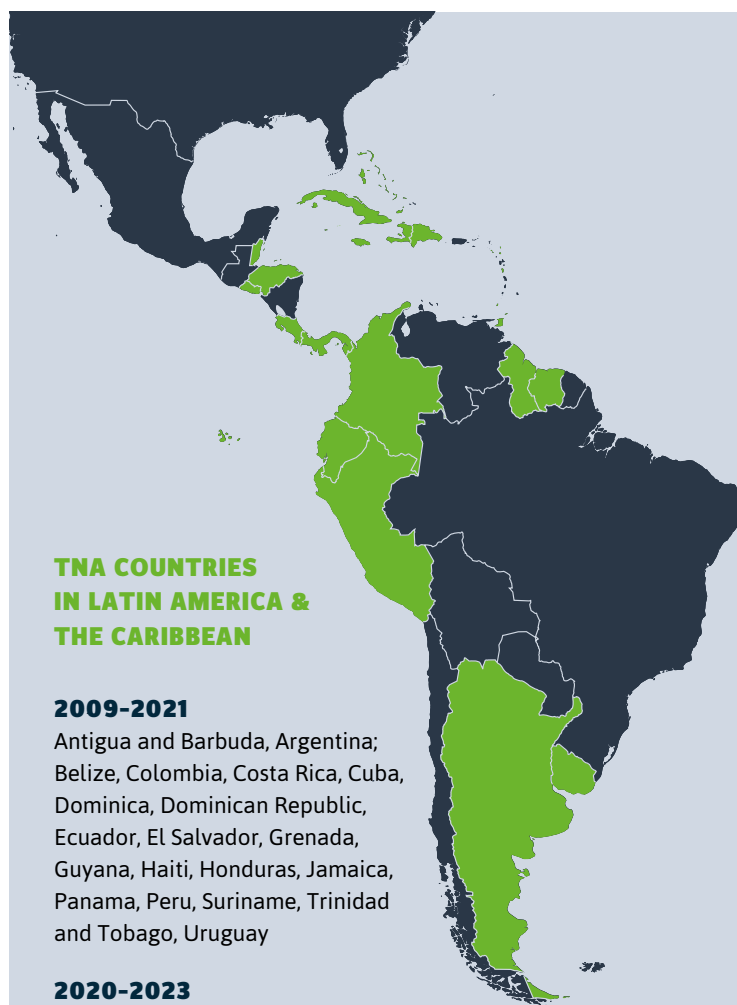 TNA COUNTRIES
IN LATIN AMERICA &
THE CARIBBEAN
2009-2021
Antigua and Barbuda, Argentina;
Belize, Colombia, Costa Rica, Cuba,
Dominica, Dominican Republic,
Ecuador, El Salvador, Grenada,
Guyana, Haiti, Honduras, Jamaica,
Panama, Peru, Suriname, Trinidad
and Tobago, Uruguay
2020-2023